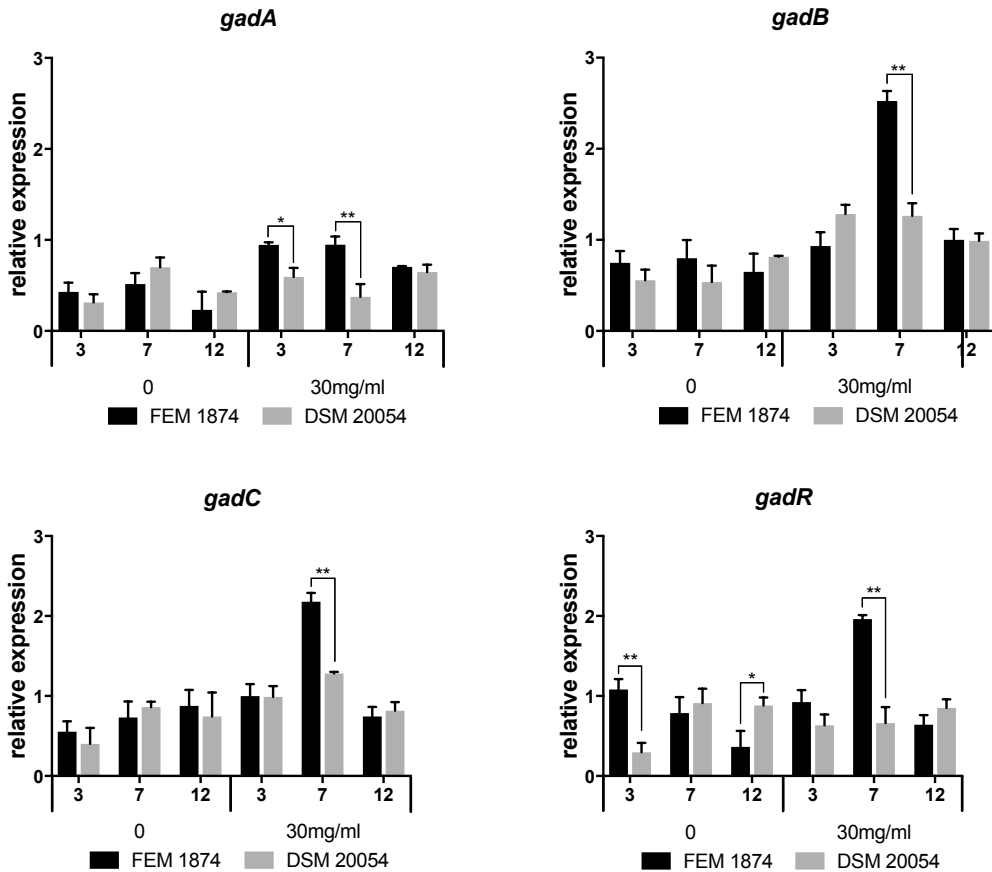 gadA
relative expression
3
2
1
0
*
**
3 7 12 3 7 12
0 30mg/ml
FEM 1874 DSM 20054
gadB
relative expression
3
2
1
0
**
3 7 12 3 7 12
0 30mg/ml
FEM 1874 DSM 20054
gadC
relative expression
3
2
1
0
**
3 7 12 3 7 12
0 30mg/ml
FEM 1874 DSM 20054
gadR
relative expression
3
2
1
0
**
*
**
3 7 12 3 7 12
0 30mg/ml
FEM 1874 DSM 20054